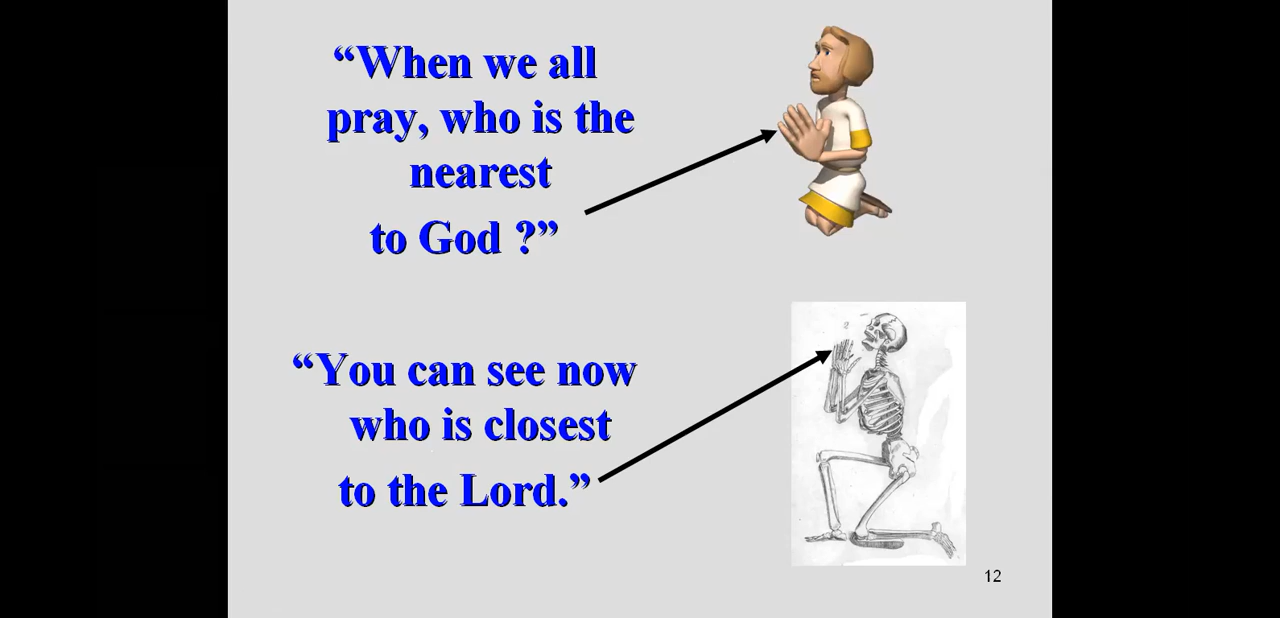 “When we all
pray, who is the
nearest
to God ?”
“You can see now
who is closest
to the Lord.”
12